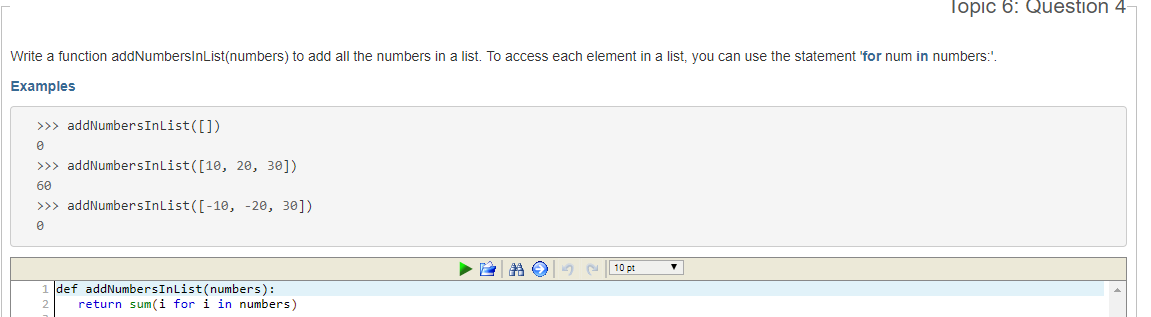 Topic 6: Question 4
Write a function addNumbersInList(numbers) to add all the numbers in a list. To access each element in a list, you can use the statement 'for num in numbers:'.
Examples
>>> addNumbersInList([])
0
>>> addNumbersInList([10, 20, 30])
60
>>> addNumbersInList([-10, -20, 30])
0
10 pt
1 def addNumbersInList(numbers):
2 return sum(i for i in numbers)